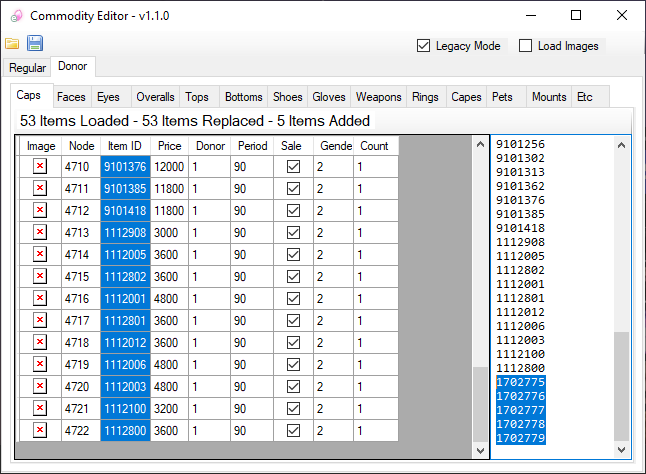 Commodity Editor - v1.1.0
Legacy Mode Load Images
Regular Donor
Caps Faces Eyes Overalls Tops Bottoms Shoes Gloves Weapons Rings Capes Pets Mounts Etc
53 Items Loaded - 53 Items Replaced - 5 Items Added
Image Node Item ID Price Donor Period Sale Gende Count
4710 9101376 12000 1 90 2 1
4711 9101385 11800 1 90 2 1
4712 9101418 11800 1 90 2 1
4713 1112908 3000 1 90 2 1
4714 1112005 3600 1 90 2 1
4715 1112802 3600 1 90 2 1
4716 1112001 4800 1 90 2 1
4717 1112801 3600 1 90 2 1
4718 1112012 3600 1 90 2 1
4719 1112006 4800 1 90 2 1
4720 1112003 4800 1 90 2 1
4721 1112100 3200 1 90 2 1
4722 1112800 3600 1 90 2 1
9101256
9101302
9101313
9101362
9101376
9101385
9101418
1112908
1112005
1112802
1112001
1112801
1112012
1112006
1112003
1112100
1112800
1702775
1702776
1702777
1702778
1702779